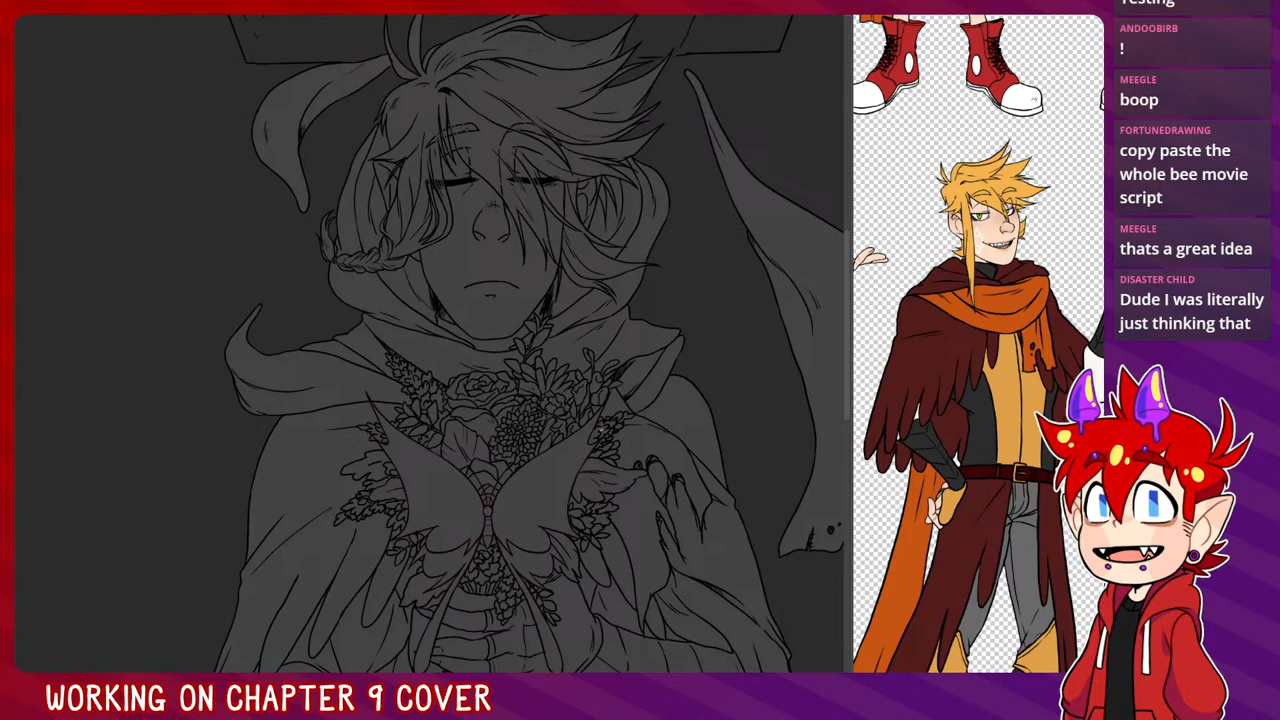 Testing
ANDOOBIRB
!
MEEGLE
boop
FORTUNEDRAWING
copy paste the
whole bee movie
script
MEEGLE
thats a great idea
DISASTER CHILD
Dude I was literally
just thinking that
WORKING ON CHAPTER 9 COVER